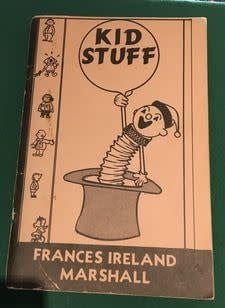 KID
STUFF
FRANCES IRELAND
MARSHALL